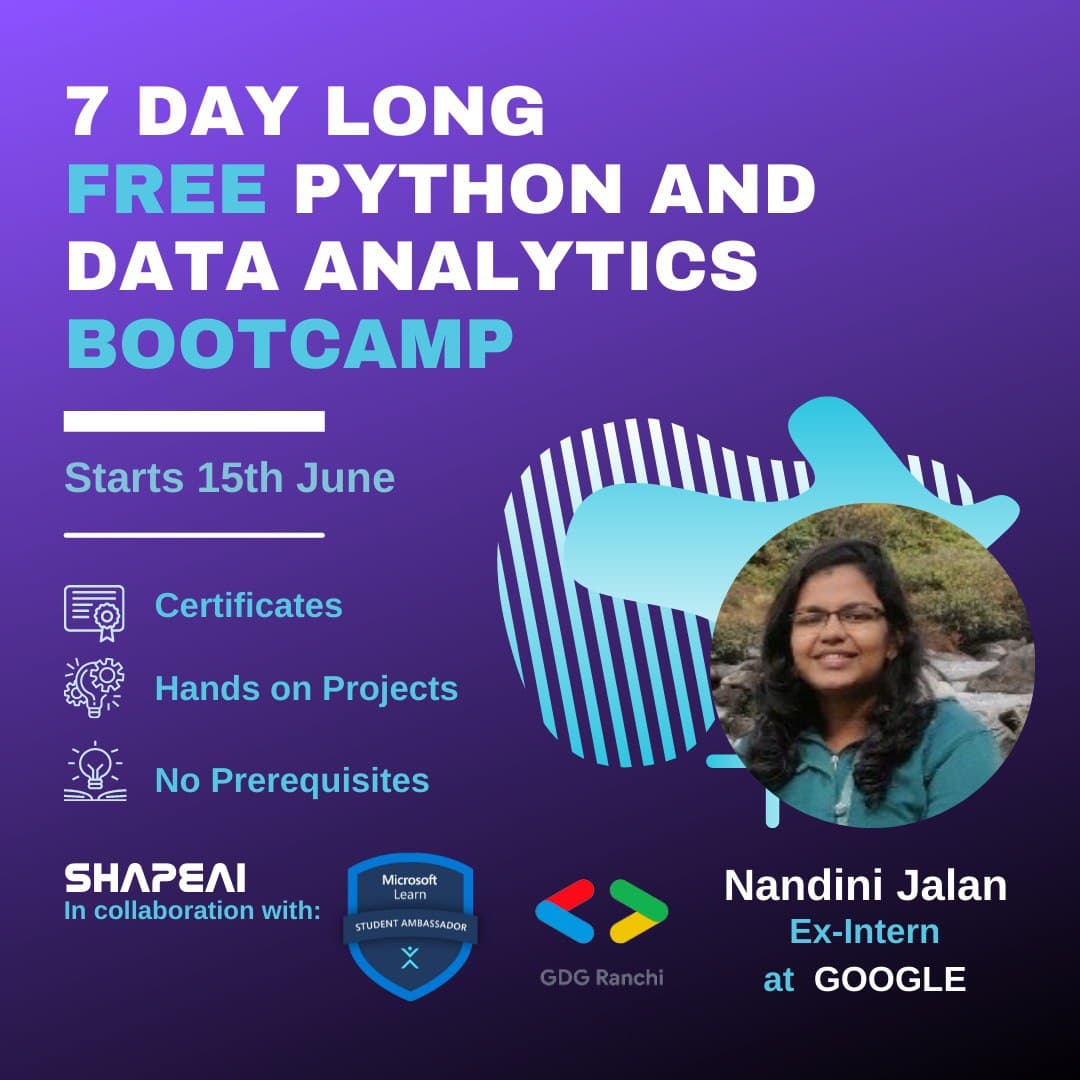 7 DAY LONG
FREE PYTHON AND
DATA ANALYTICS
BOOTCAMP
Starts 15th June
Certificates
Hands on Projects
No Prerequisites
SHAPEAI
In collaboration with:
Microsoft
Learn
STUDENT AMBASSADOR
GDG Ranchi
Nandini Jalan
Ex-Intern
at GOOGLE